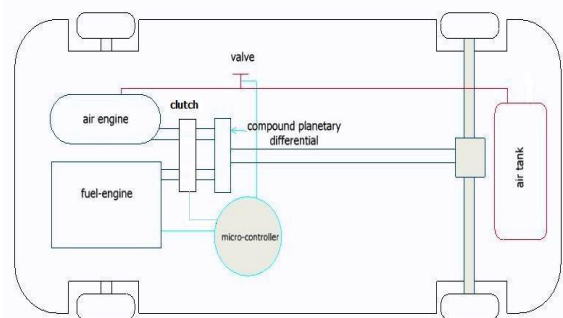 valve
clutch
air engine
compound planetary
differential
air tank
fuel-engine
micro-controller